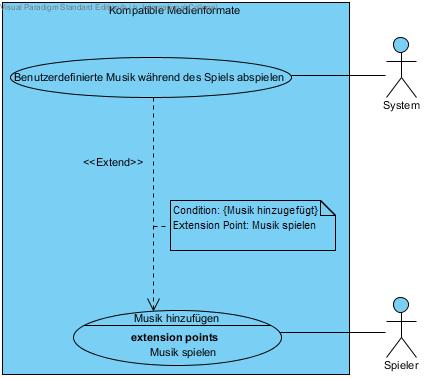 Visual Paradigm Standard Edition
Kompatible Medienformate
Benutzerdefinierte Musik während des Spiels abspielen
System
<<Extend>>
Condition: {Musik hinzugefügt}
Extension Point: Musik spielen
Musik hinzufügen
extension points
Musik spielen
Spieler